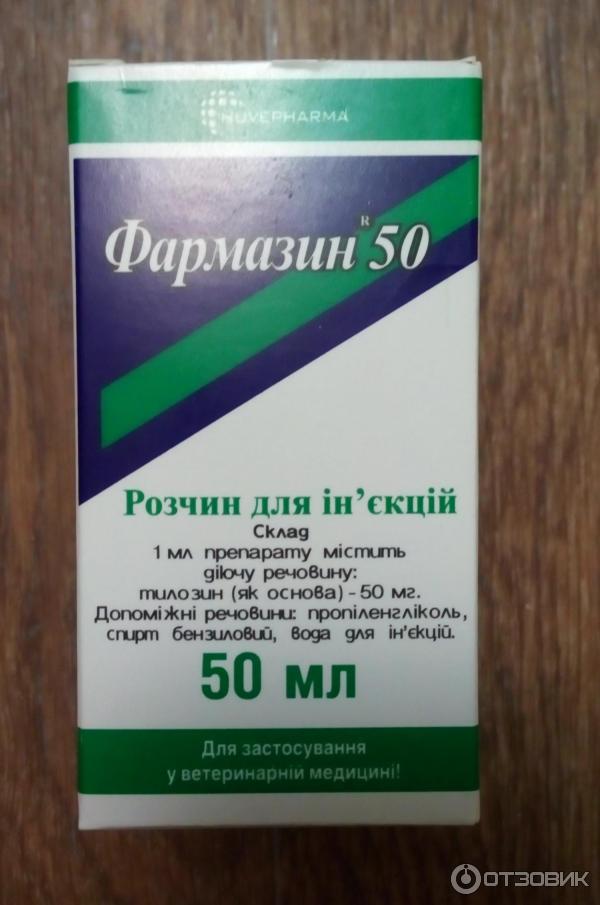 HUVEPHARMA
Фармазин® 50
Розчин для ін’єкцій
Склад
1 мл препарату містить
діючу речовину:
тилозин (як основа) - 50 мг.
Допоміжні речовини: пропіленгліколь,
спирт бензиловий, вода для ін’єкцій.
50 мл
Для застосування
у ветеринарній медицині!
ОТЗОВИК